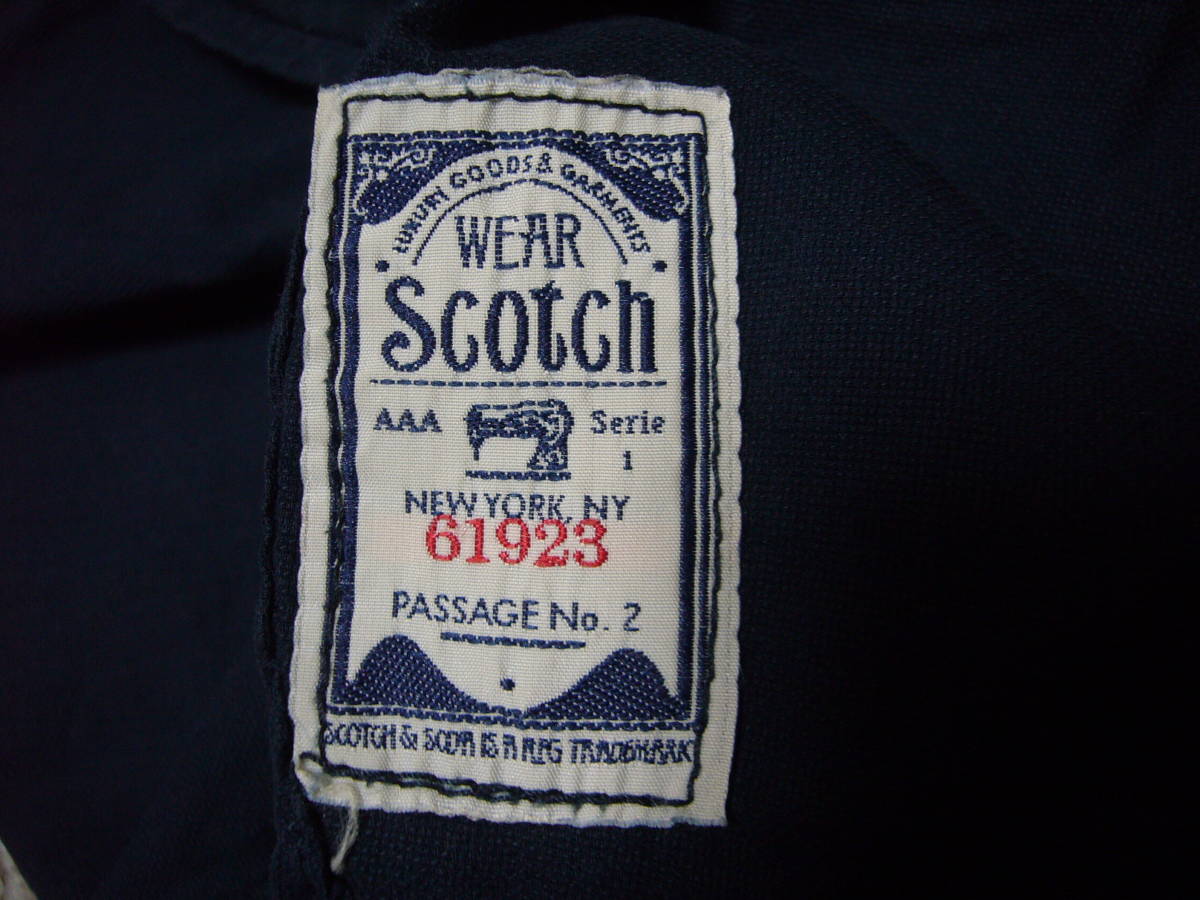 LUXURY GOODS & GARMENTS
WEAR
Scotch
AAA Serie
1
NEW YORK, NY
61923
PASSAGE No. 2
SCOTCH & SODA IS A REG TRADEMARK